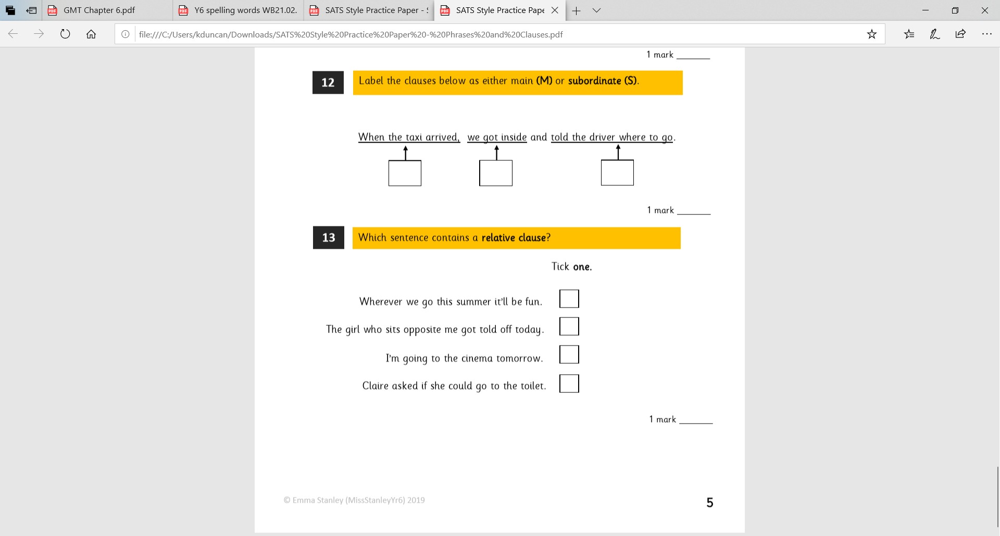 GMT Chapter 6.pdf
Y6 spelling words WB21.02.
SATS Style Practice Paper -
SATS Style Practice Pape
file:///C:/Users/kduncan/Downloads/SATS%20Style%20Practice%20Paper%20-%20Phrases%20and%20Clauses.pdf
1 mark _______
12 Label the clauses below as either main (M) or subordinate (S).
When the taxi arrived, we got inside and told the driver where to go.
1 mark _______
13 Which sentence contains a relative clause?
Tick one.
Wherever we go this summer it’ll be fun.
The girl who sits opposite me got told off today.
I’m going to the cinema tomorrow.
Claire asked if she could go to the toilet.
1 mark _______
© Emma Stanley (MissStanleyYr6) 2019
5